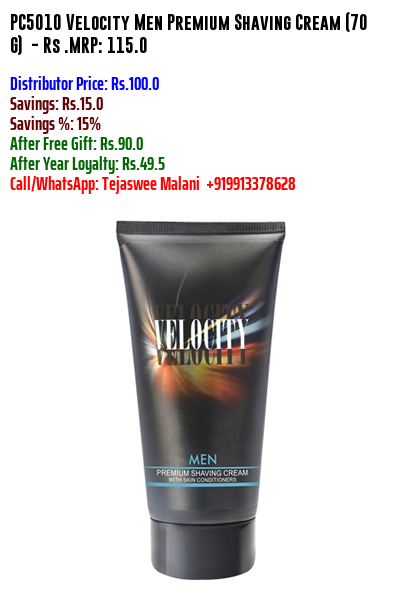 PC5010 Velocity Men Premium Shaving Cream (70
G) - Rs .MRP: 115.0
Distributor Price: Rs.100.0
Savings: Rs.15.0
Savings %: 15%
After Free Gift: Rs.90.0
After Year Loyalty: Rs.49.5
Call/WhatsApp: Tejaswee Malani +919913378628
VELOCITY
VELOCITY
VELOCITY
MEN
PREMIUM SHAVING CREAM
WITH SKIN CONDITIONERS